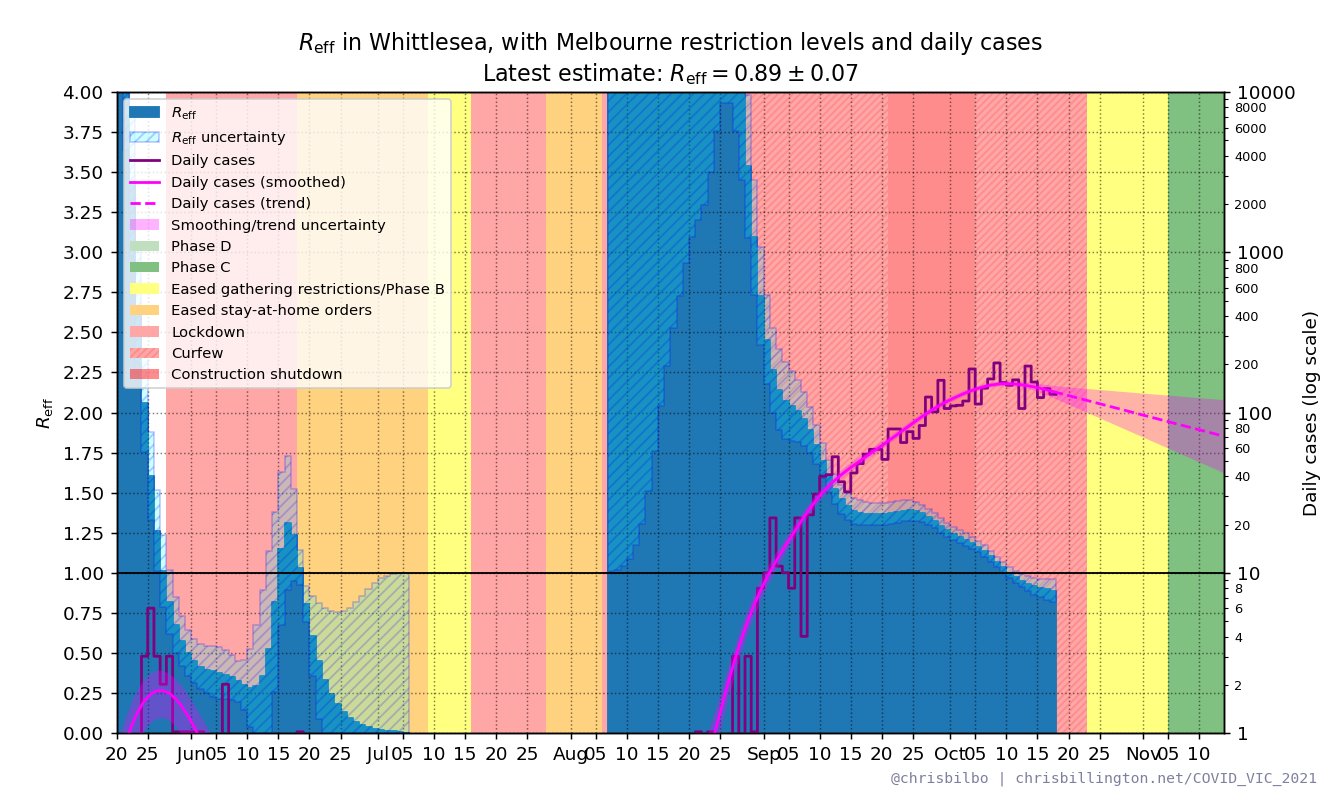 Reff in Whittlesea, with Melbourne restriction levels and daily cases
Latest estimate: Reff = 0.89 ± 0.07
Reff
4.00
3.75
3.50
3.25
3.00
2.75
2.50
2.25
2.00
1.75
1.50
1.25
1.00
0.75
0.50
0.25
0.00
Reff
Reff uncertainty
Daily cases
Daily cases (smoothed)
Daily cases (trend)
Smoothing/trend uncertainty
Phase D
Phase C
Eased gathering restrictions/Phase B
Eased stay-at-home orders
Lockdown
Curfew
Construction shutdown
10000
8000
6000
4000
2000
1000
800
600
400
200
100
80
60
40
20
10
8
6
4
2
1
Daily cases (log scale)
20 25 Jun 05 10 15 20 25 Jul 05 10 15 20 25 Aug 05 10 15 20 25 Sep 05 10 15 20 25 Oct 05 10 15 20 25 Nov 05 10
@chrisbilbo | chrisbillington.net/COVID_VIC_2021